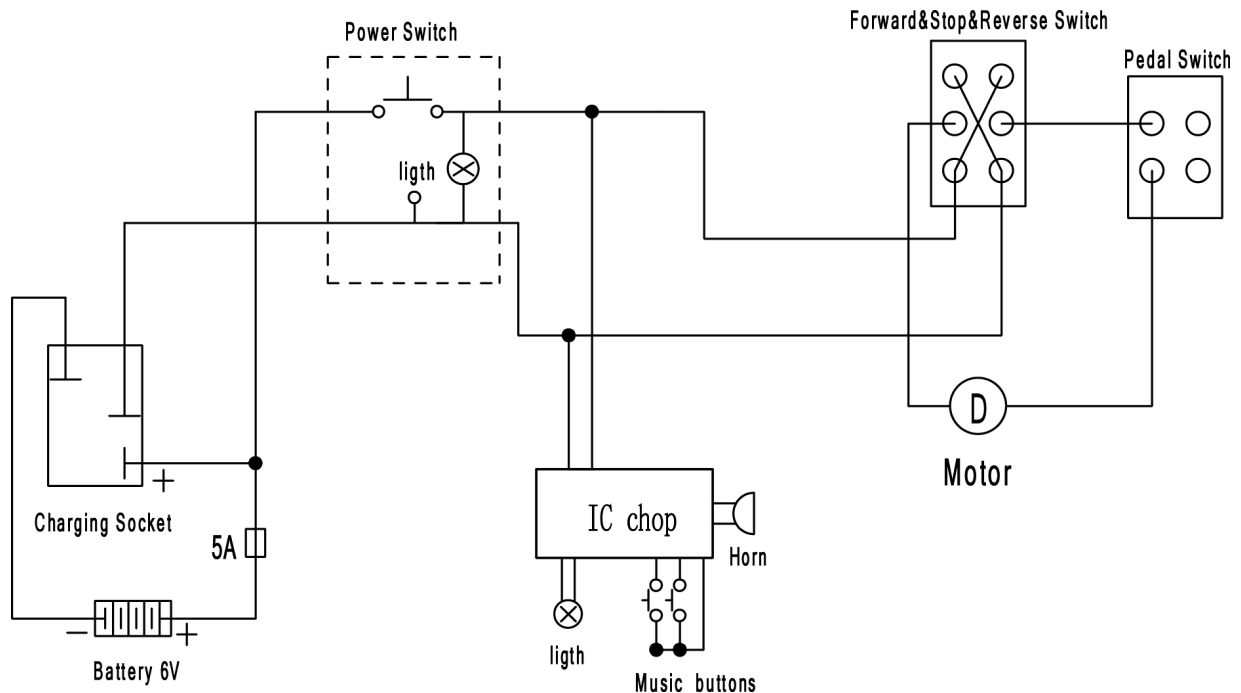 Forward&Stop&Reverse Switch
Power Switch
Pedal Switch
ligth
D
Motor
+
Charging Socket
IC chop
5A
Horn
−
+
Battery 6V
ligth
Music buttons